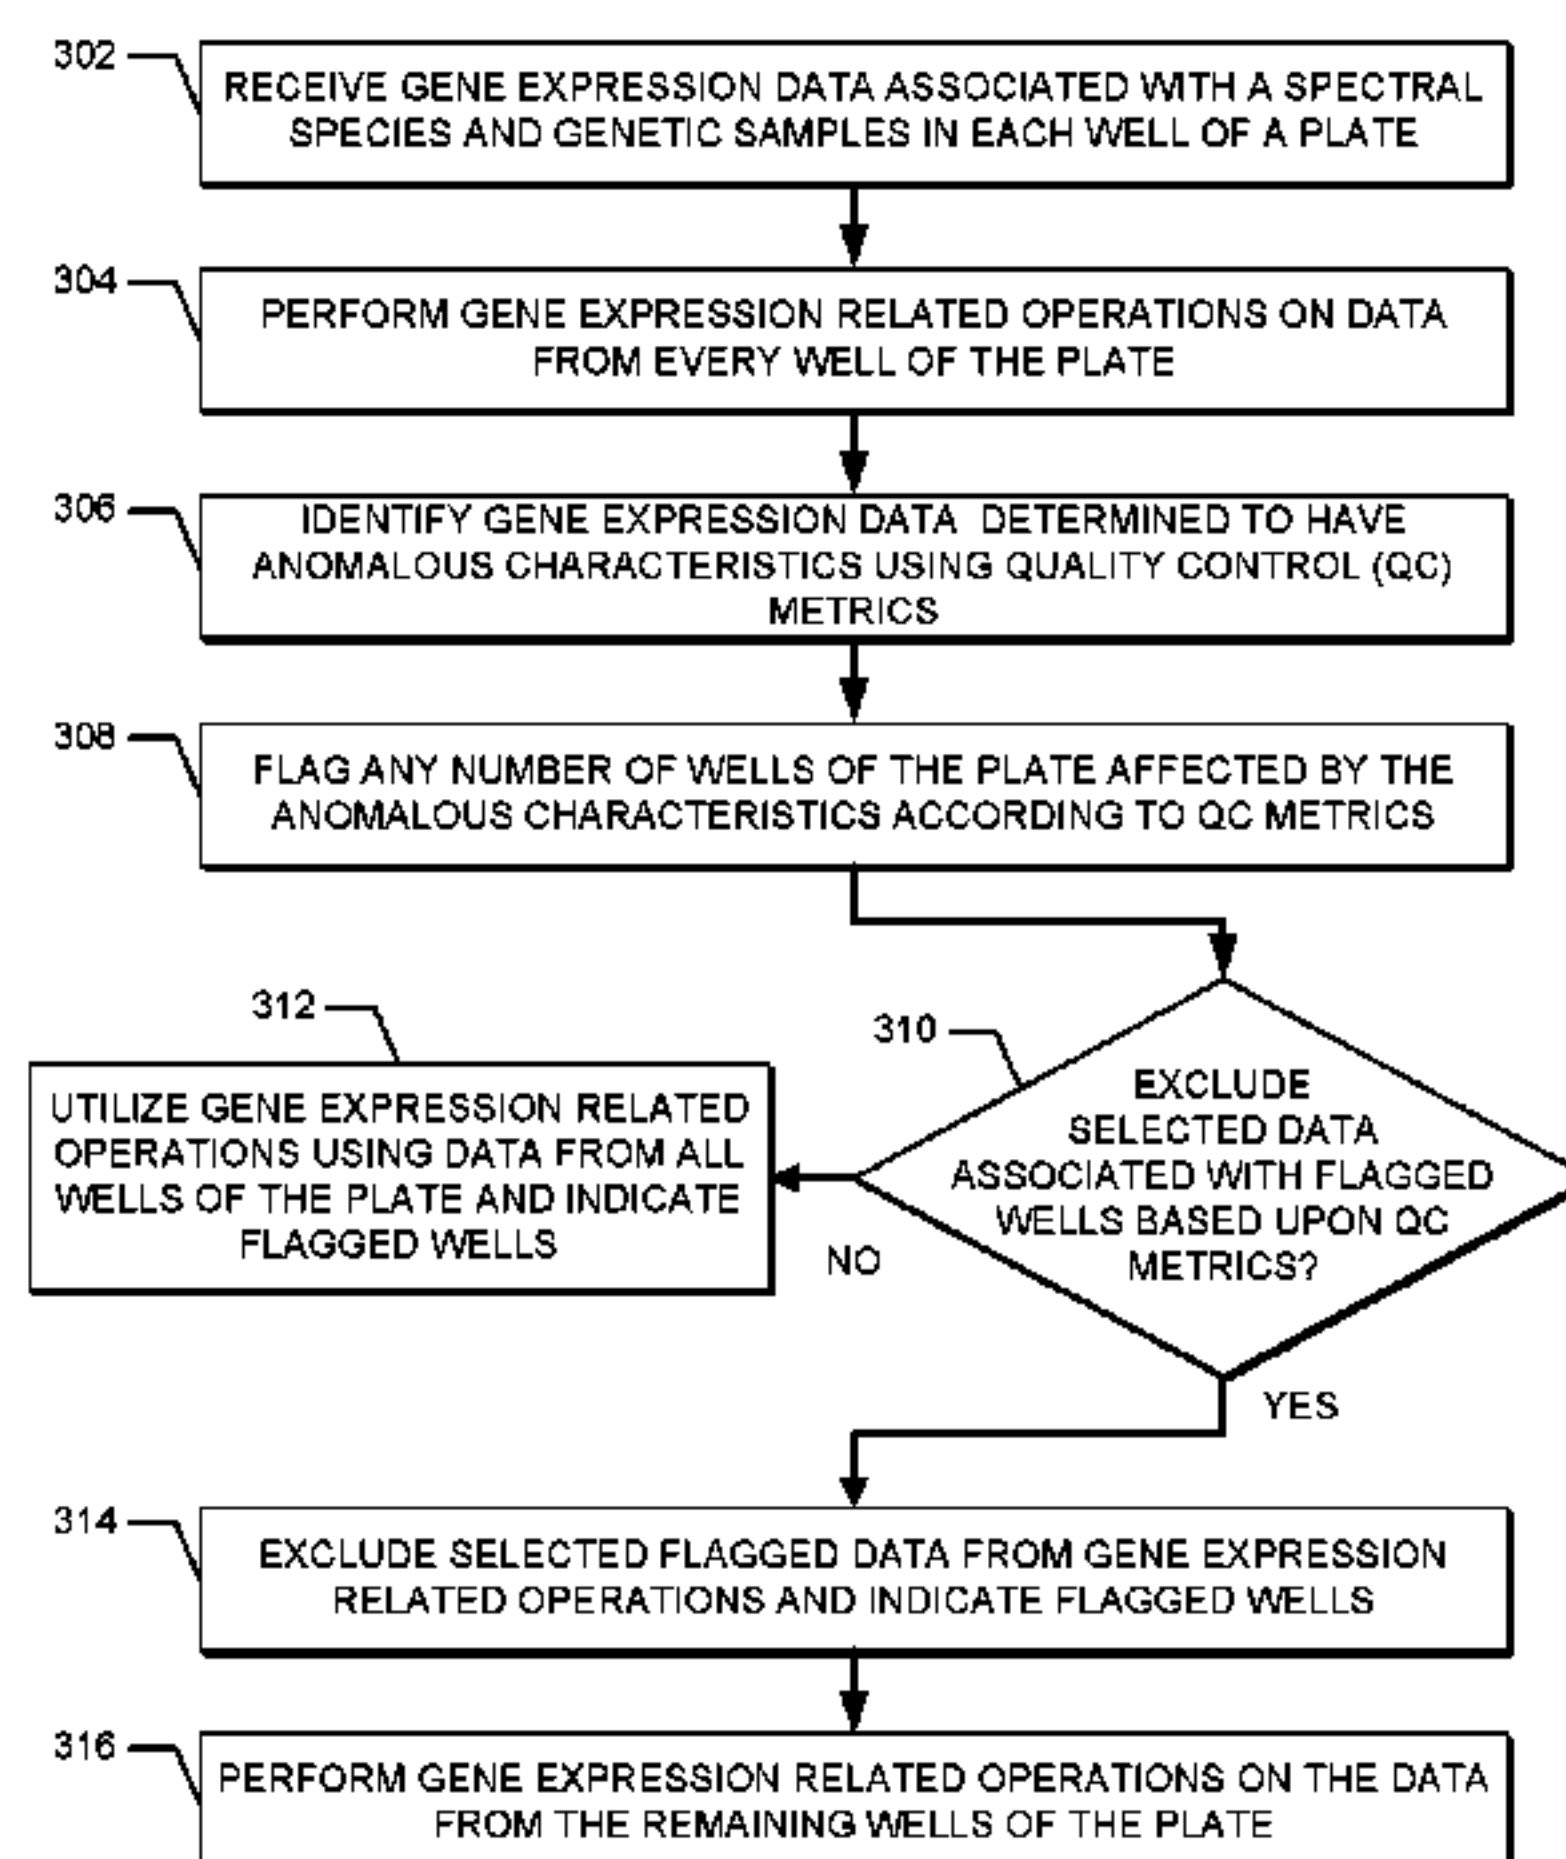 302
RECEIVE GENE EXPRESSION DATA ASSOCIATED WITH A SPECTRAL
SPECIES AND GENETIC SAMPLES IN EACH WELL OF A PLATE
304
PERFORM GENE EXPRESSION RELATED OPERATIONS ON DATA
FROM EVERY WELL OF THE PLATE
306
IDENTIFY GENE EXPRESSION DATA DETERMINED TO HAVE
ANOMALOUS CHARACTERISTICS USING QUALITY CONTROL (QC)
METRICS
308
FLAG ANY NUMBER OF WELLS OF THE PLATE AFFECTED BY THE
ANOMALOUS CHARACTERISTICS ACCORDING TO QC METRICS
310
EXCLUDE
SELECTED DATA
ASSOCIATED WITH FLAGGED
WELLS BASED UPON QC
METRICS?
NO
312
UTILIZE GENE EXPRESSION RELATED
OPERATIONS USING DATA FROM ALL
WELLS OF THE PLATE AND INDICATE
FLAGGED WELLS
YES
314
EXCLUDE SELECTED FLAGGED DATA FROM GENE EXPRESSION
RELATED OPERATIONS AND INDICATE FLAGGED WELLS
316
PERFORM GENE EXPRESSION RELATED OPERATIONS ON THE DATA
FROM THE REMAINING WELLS OF THE PLATE